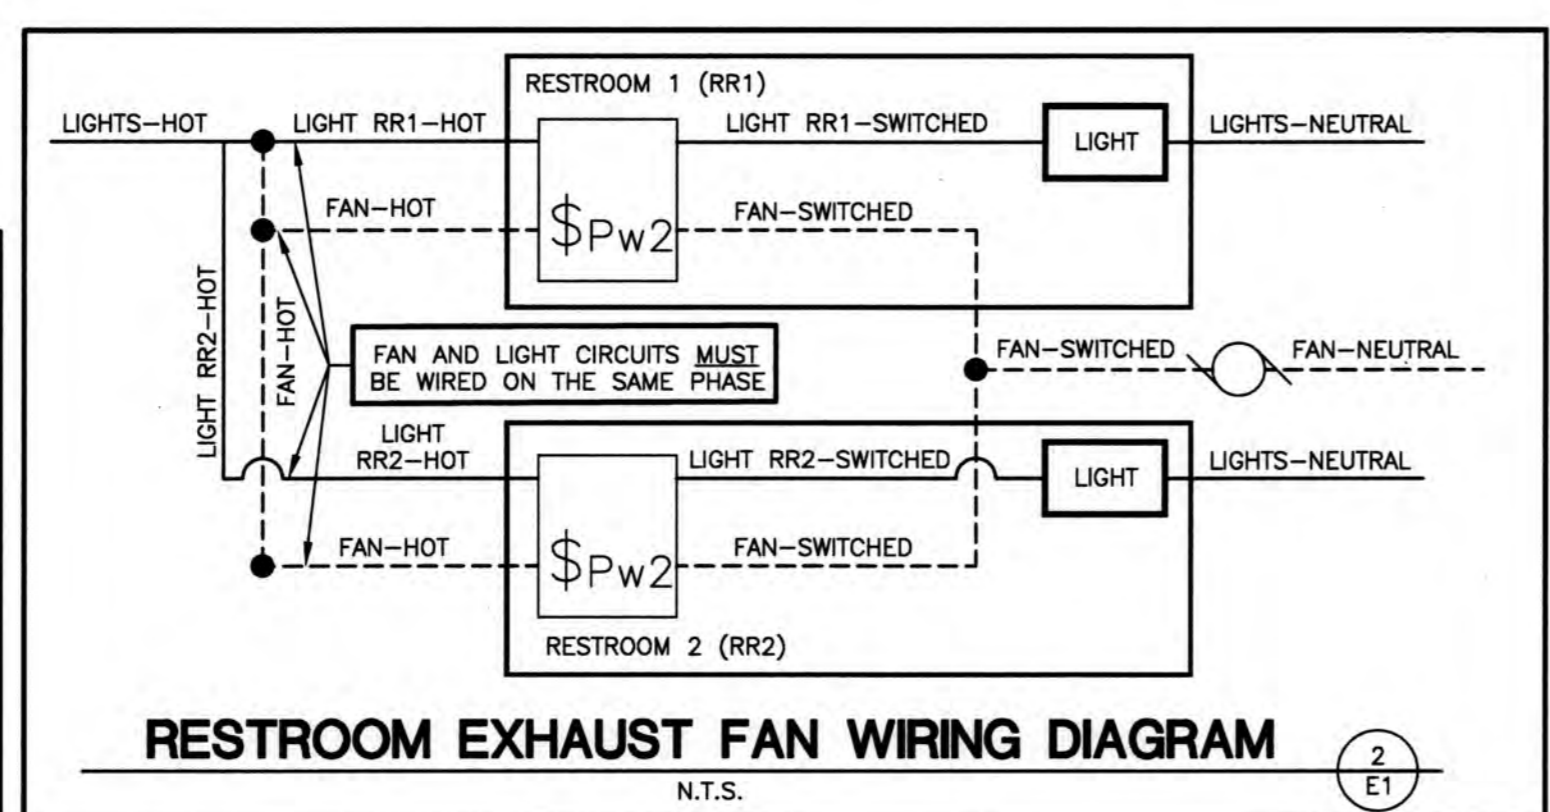 RESTROOM 1 (RR1)
LIGHTS-HOT
LIGHT RR1-HOT
LIGHT RR1-SWITCHED
LIGHT
LIGHTS-NEUTRAL
FAN-HOT
$Pw2
FAN-SWITCHED
LIGHT RR2-HOT
FAN-HOT
FAN AND LIGHT CIRCUITS MUST
BE WIRED ON THE SAME PHASE
FAN-SWITCHED
FAN-NEUTRAL
LIGHT
RR2-HOT
LIGHT RR2-SWITCHED
LIGHT
LIGHTS-NEUTRAL
FAN-HOT
$Pw2
FAN-SWITCHED
RESTROOM 2 (RR2)
RESTROOM EXHAUST FAN WIRING DIAGRAM
N.T.S.
2
E1